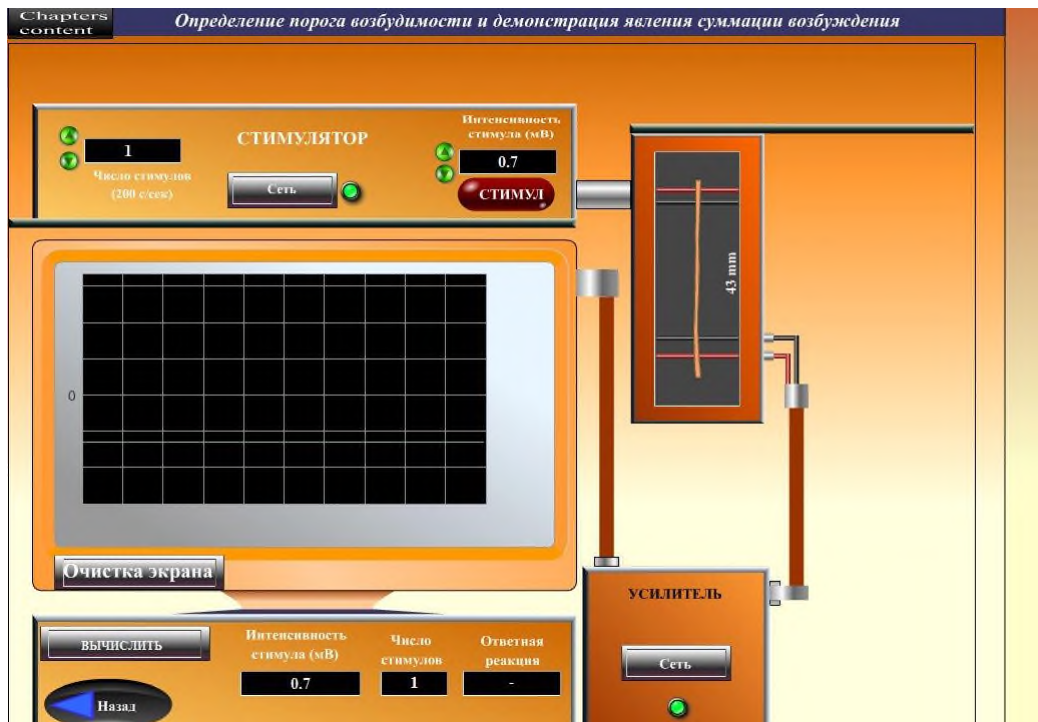 Chapters
content
Определение порога возбудимости и демонстрация явления суммации возбуждения
1
Число стимулов
(200 с/сек)
СТИМУЛЯТОР
Сеть
Интенсивность
стимула (мВ)
0.7
СТИМУЛ
43 mm
0
Очистка экрана
УСИЛИТЕЛЬ
Сеть
ВЫЧИСЛИТЬ
Назад
Интенсивность
стимула (мВ)
0.7
Число
стимулов
1
Ответная
реакция
-